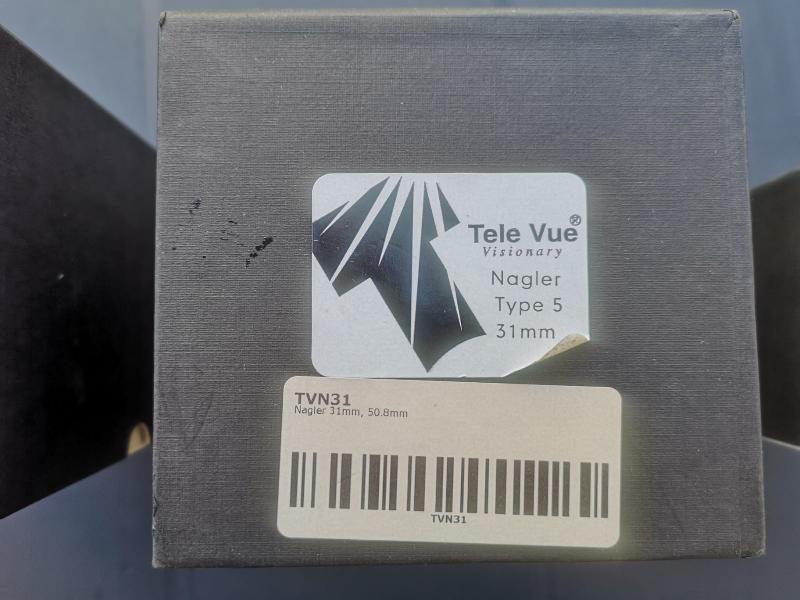 Tele Vue®
Visionary
Nagler
Type 5
31mm
TVN31
Nagler 31mm, 50.8mm
TVN31